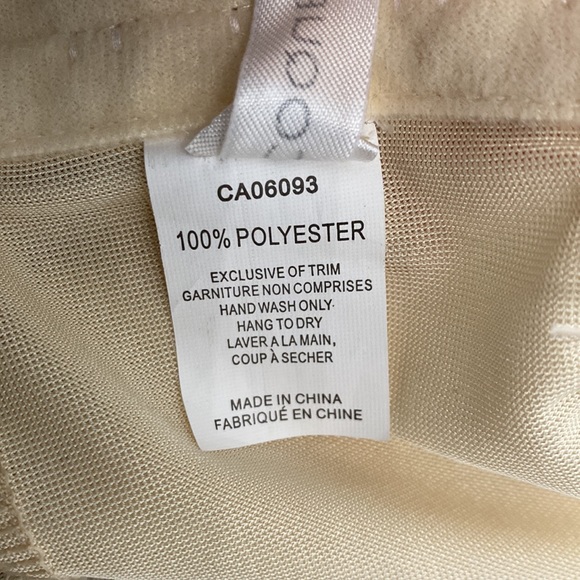 CA06093
100% POLYESTER
EXCLUSIVE OF TRIM
GARNITURE NON COMPRISES
HAND WASH ONLY.
HANG TO DRY
LAVER A LA MAIN,
COUP À SECHER
MADE IN CHINA
FABRIQUÉ EN CHINE